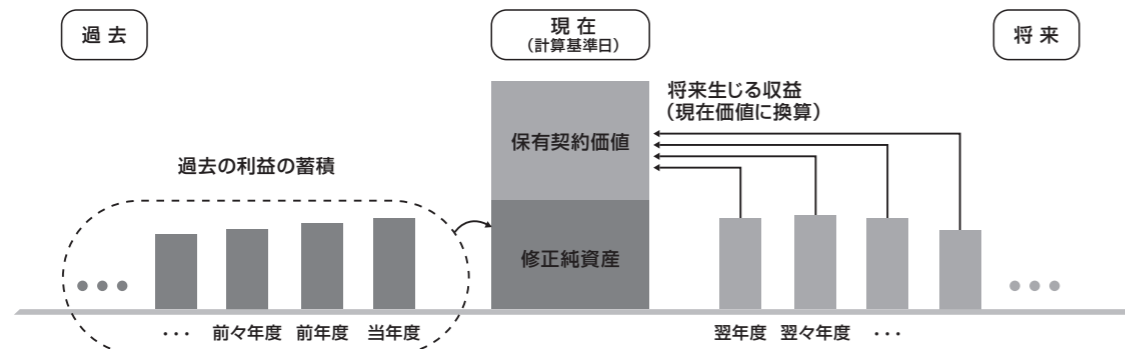 過去
現在
(計算基準日)
将来
将来生じる収益
(現在価値に換算)
保有契約価値
過去の利益の蓄積
修正純資産
・・・
前々年度
前年度
当年度
翌年度
翌々年度
・・・